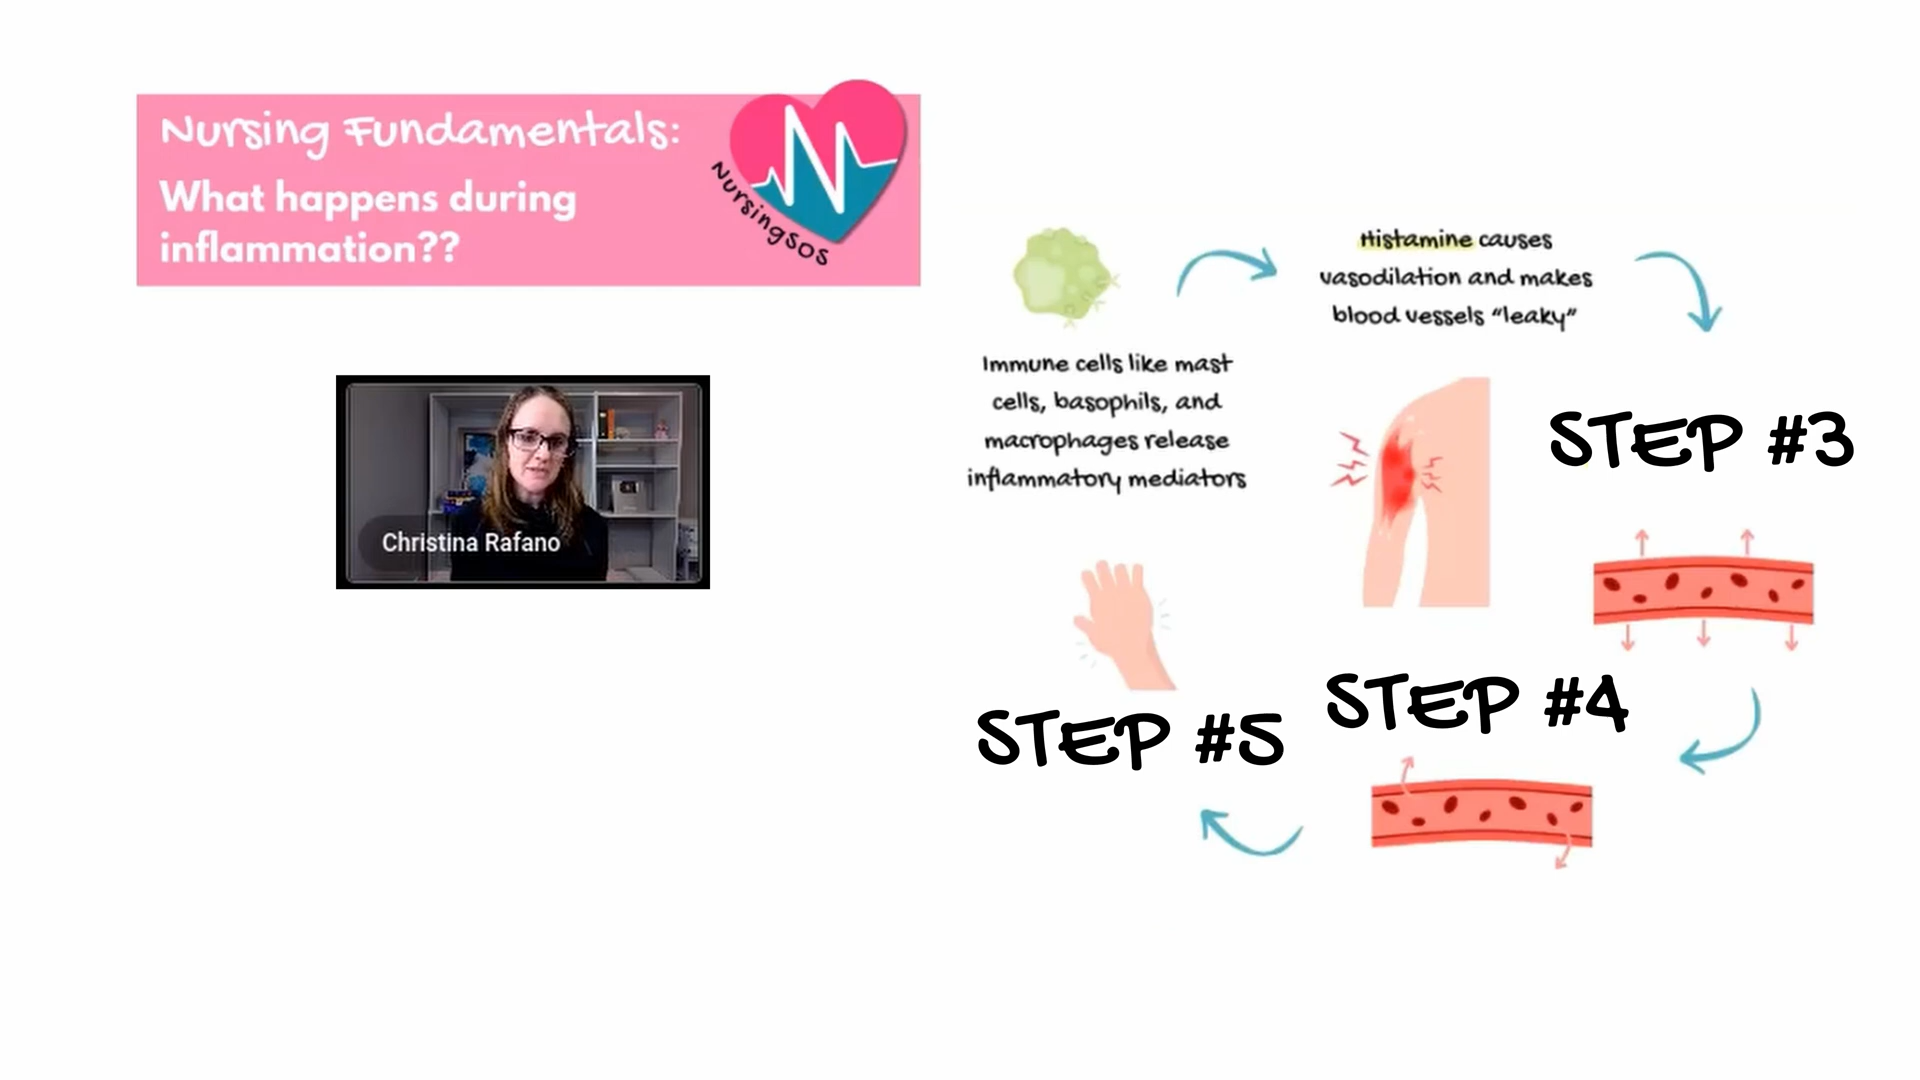 Nursing Fundamentals:
What happens during
inflammation??
NursingSOS
Christina Rafano
Immune cells like mast
cells, basophils, and
macrophages release
inflammatory mediators
Histamine causes
vasodilation and makes
blood vessels “leaky”
STEP #3
STEP #4
STEP #5